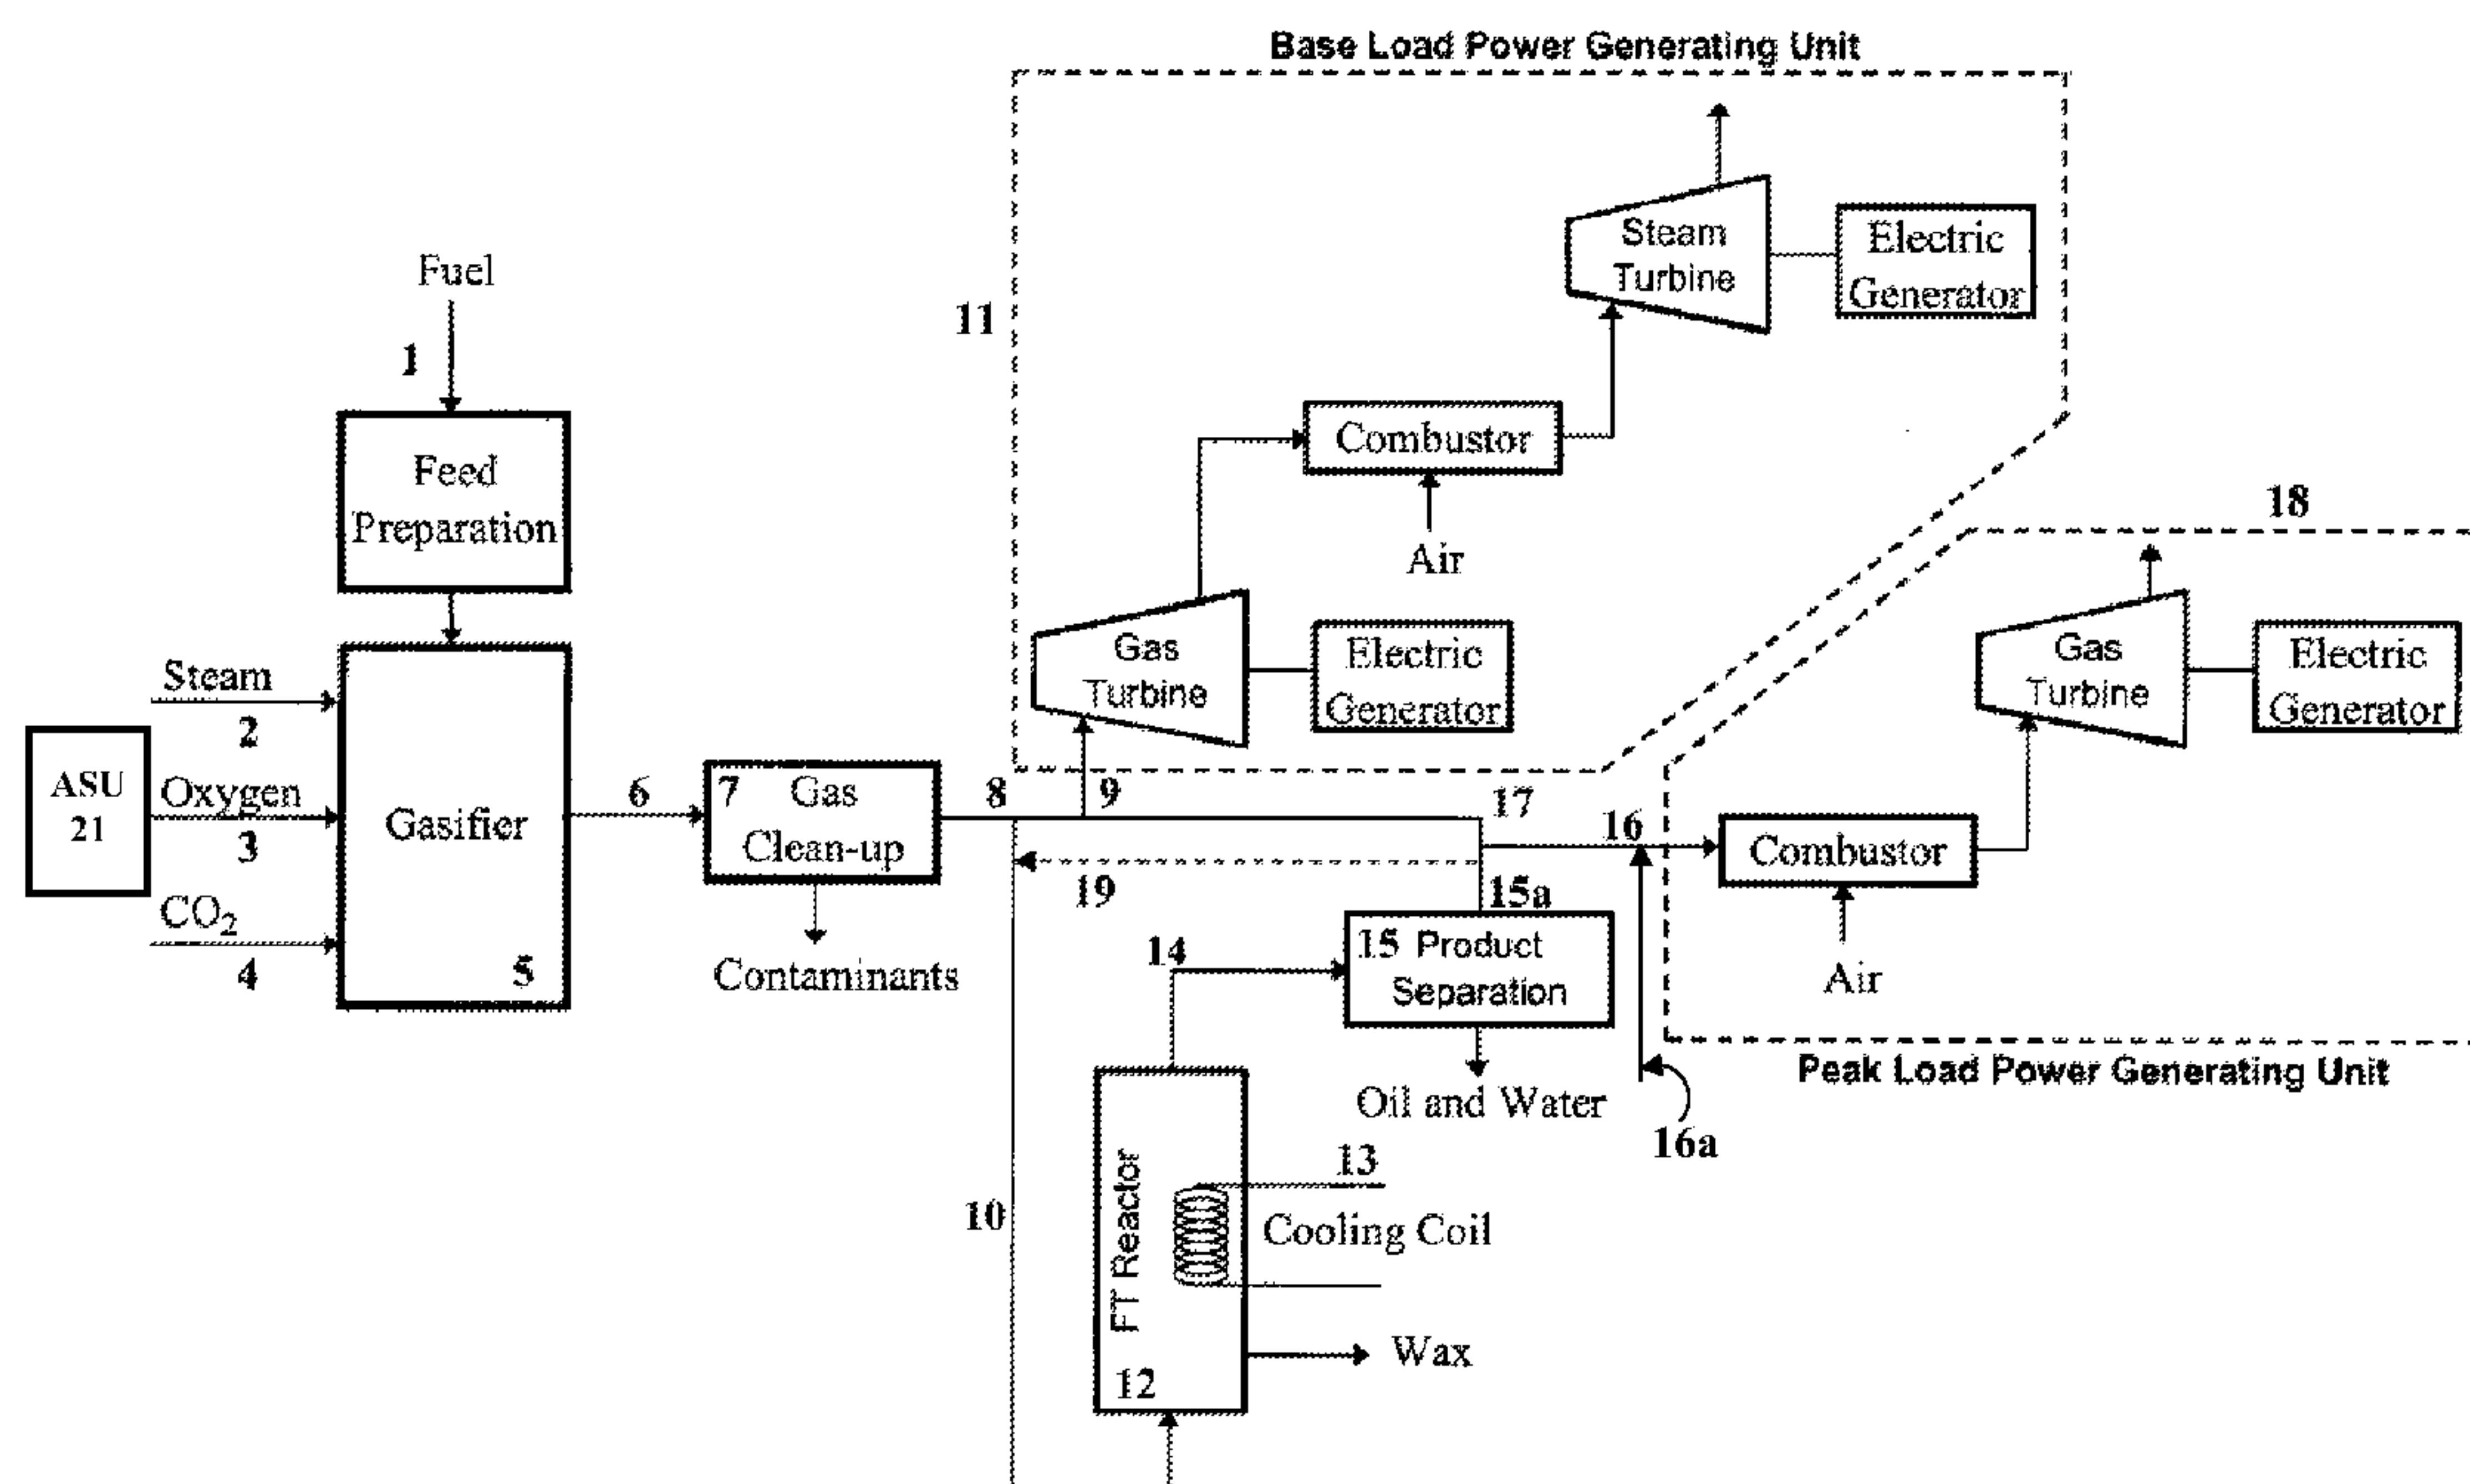 Base Load Power Generating Unit
11
Steam
Turbine
Electric
Generator
Fuel
1
Feed
Preparation
Combustor
Air
18
Gas
Turbine
Electric
Generator
Gas
Turbine
Electric
Generator
Steam
2
ASU
21
Oxygen
3
CO2
4
Gasifier
5
6
7 Gas
Clean-up
Contaminants
8
9
17
16
Combustor
Air
19
15a
14
15 Product
Separation
Oil and Water
16a
Peak Load Power Generating Unit
10
FT Reactor
12
13
Cooling Coil
Wax